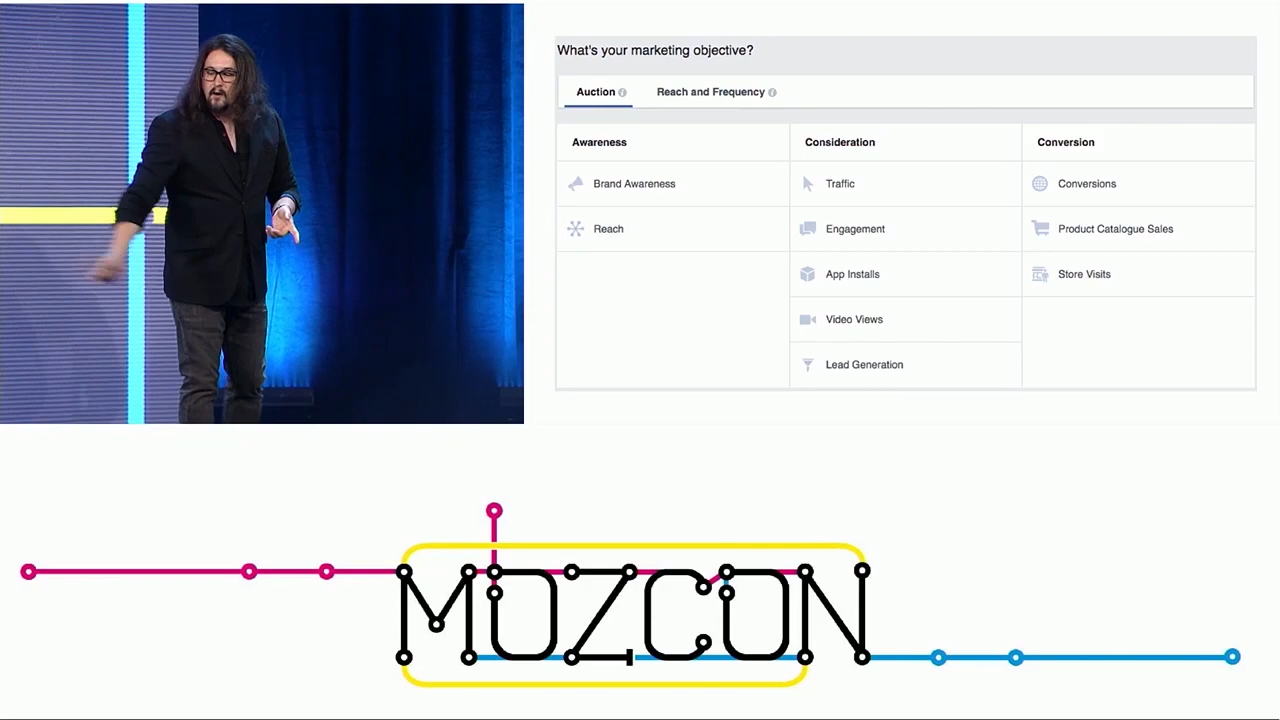 What's your marketing objective?
Auction Reach and Frequency
Awareness Consideration Conversion
Brand Awareness Traffic Conversions
Reach Engagement Product Catalogue Sales
App Installs Store Visits
Video Views
Lead Generation
MOZCON